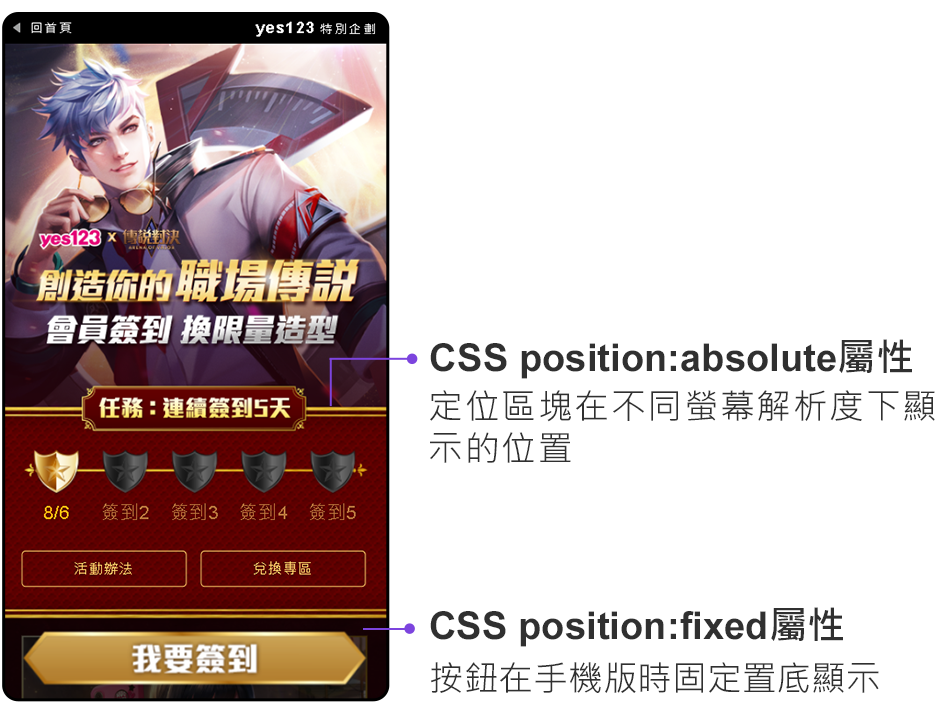 回首頁
yes123 特別企劃
yes123 x 傳說對決
ARENA OF VALOR
創造你的職場傳說
會員簽到 換限量造型
任務：連續簽到5天
8/6 簽到2 簽到3 簽到4 簽到5
活動辦法 兌換專區
我要簽到
CSS position:absolute屬性
定位區塊在不同螢幕解析度下顯
示的位置
CSS position:fixed屬性
按鈕在手機版時固定置底顯示